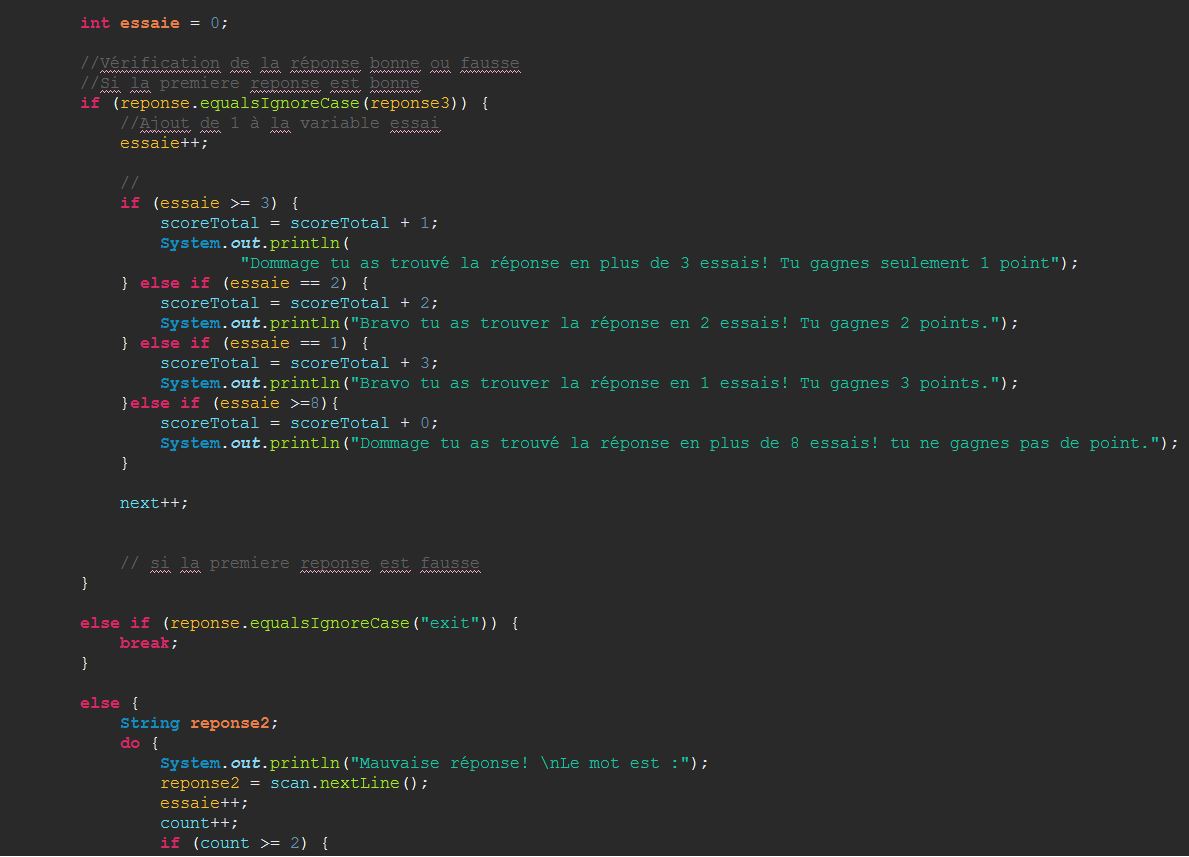 int essaie = 0;
//Vérification de la réponse bonne ou fausse
//Si la premiere reponse est bonne
if (reponse.equalsIgnoreCase(reponse3)) {
//Ajout de 1 à la variable essai
essaie++;
//
if (essaie >= 3) {
scoreTotal = scoreTotal + 1;
System.out.println(
"Dommage tu as trouvé la réponse en plus de 3 essais! Tu gagnes seulement 1 point");
} else if (essaie == 2) {
scoreTotal = scoreTotal + 2;
System.out.println("Bravo tu as trouver la réponse en 2 essais! Tu gagnes 2 points.");
} else if (essaie == 1) {
scoreTotal = scoreTotal + 3;
System.out.println("Bravo tu as trouver la réponse en 1 essais! Tu gagnes 3 points.");
}else if (essaie >=8){
scoreTotal = scoreTotal + 0;
System.out.println("Dommage tu as trouvé la réponse en plus de 8 essais! tu ne gagnes pas de point.");
}
next++;
// si la premiere reponse est fausse
}
else if (reponse.equalsIgnoreCase("exit")) {
break;
}
else {
String reponse2;
do {
System.out.println("Mauvaise réponse! \nLe mot est :");
reponse2 = scan.nextLine();
essaie++;
count++;
if (count >= 2) {